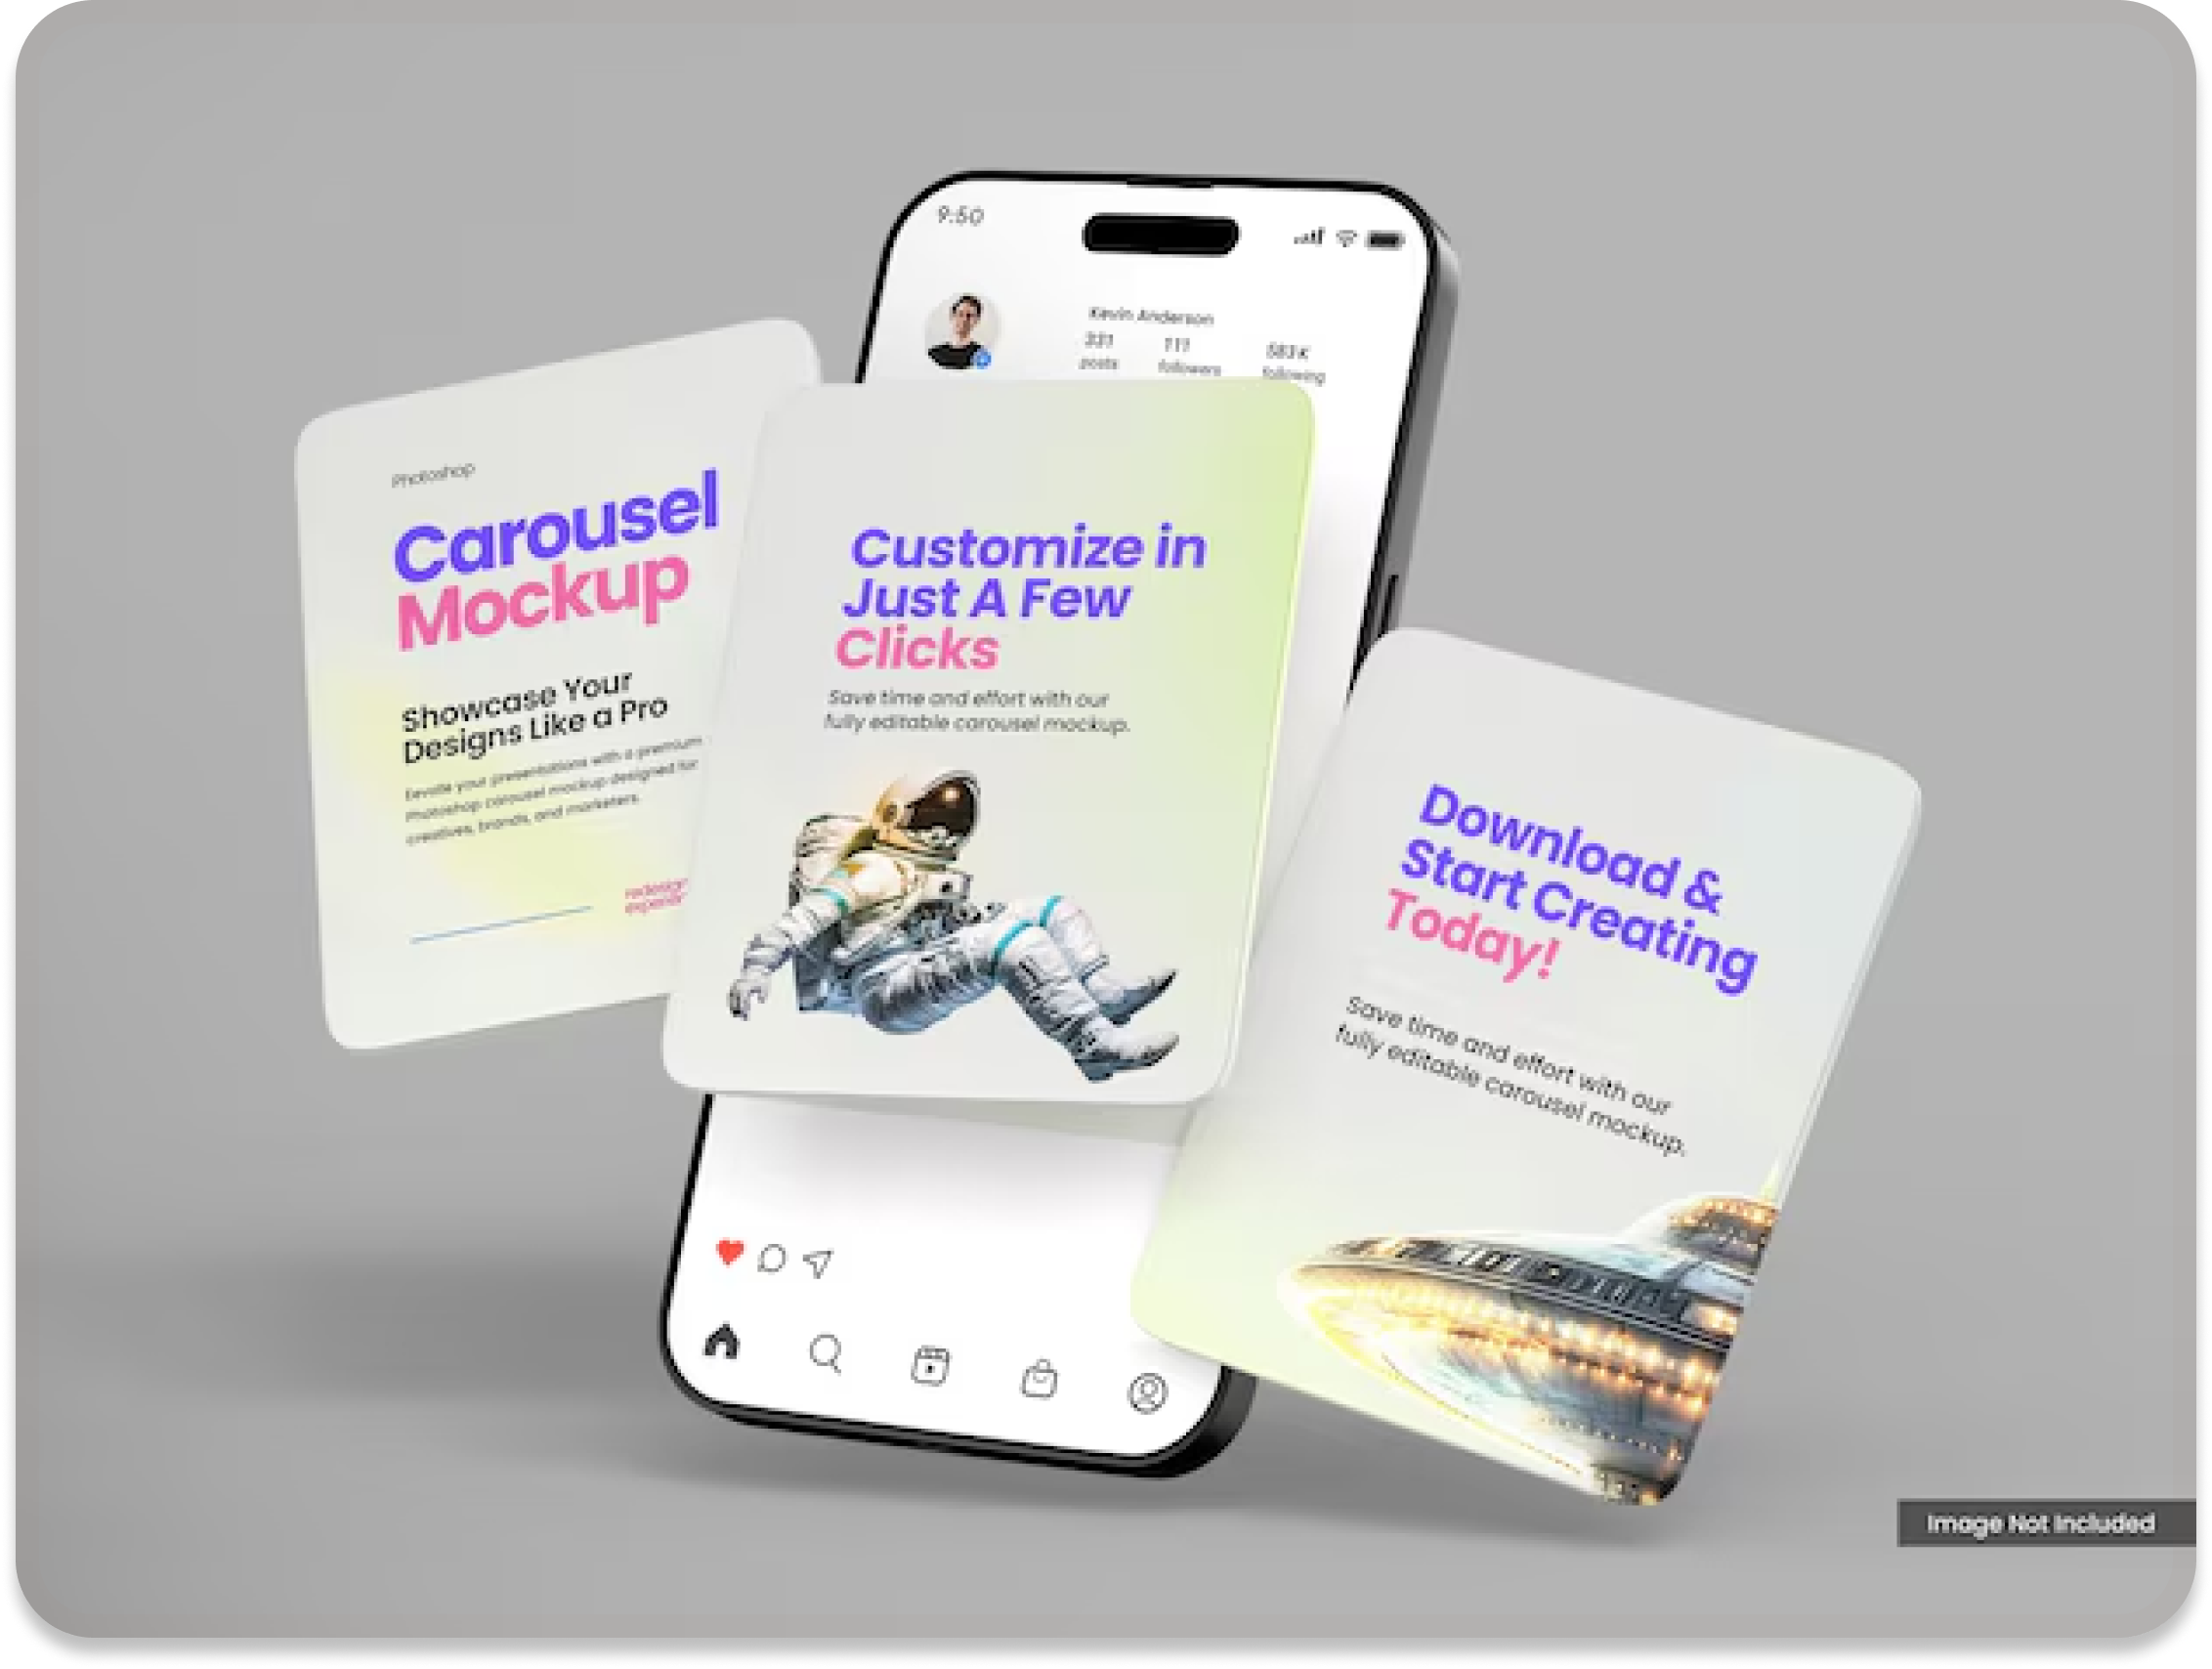 9:50
Kevin Anderson
331 111 583K
posts followers following
Photoshop
Carousel
Mockup
Showcase Your
Designs Like a Pro
Elevate your presentations with a premium
Photoshop carousel mockup designed for
creatives, brands, and marketers.
Customize in
Just A Few
Clicks
Save time and effort with our
fully editable carousel mockup.
Download &
Start Creating
Today!
Save time and effort with our
fully editable carousel mockup.
Image Not Included